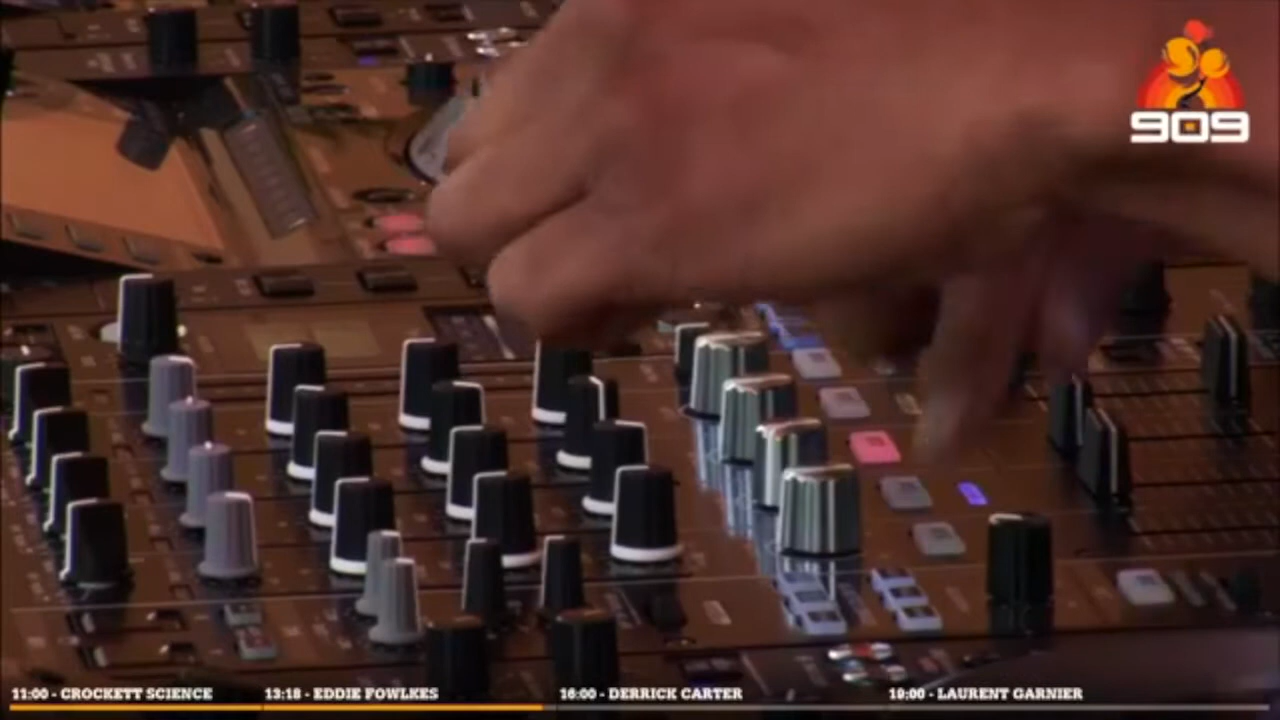 909
11:00 - CROCKETT SCIENCE
13:18 - EDDIE FOWLKES
16:00 - DERRICK CARTER
19:00 - LAURENT GARNIER